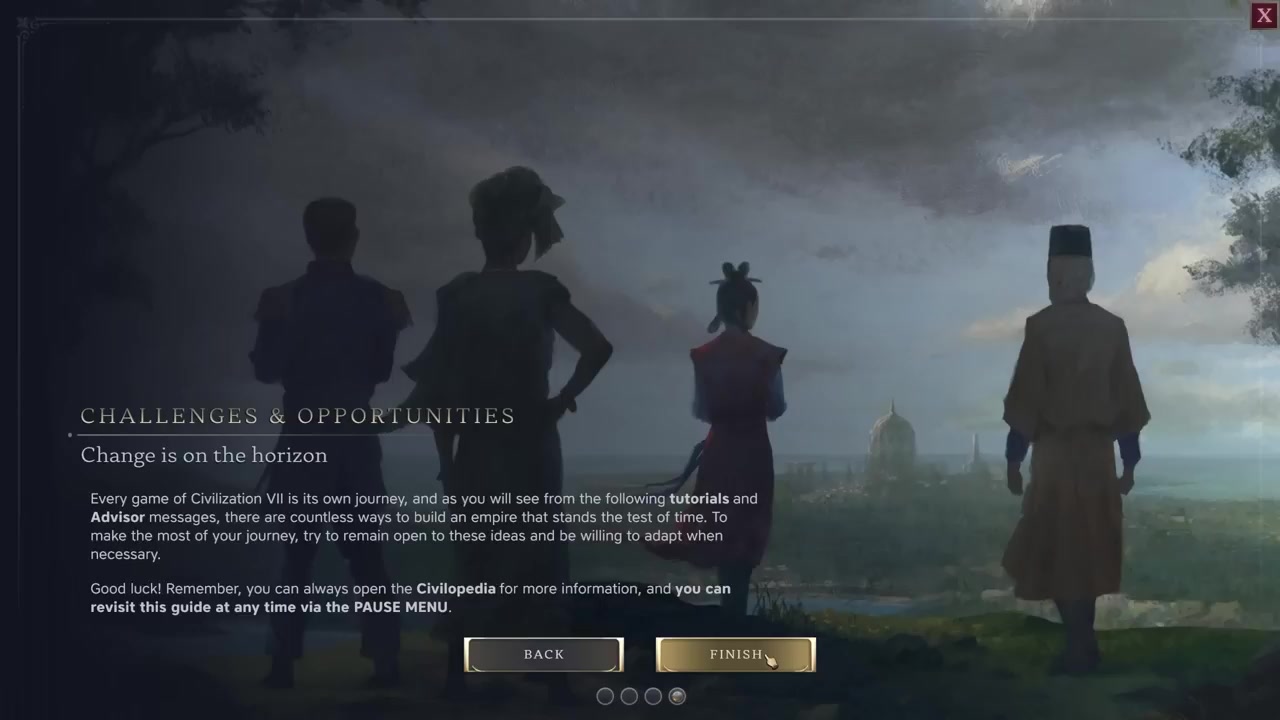 X
CHALLENGES & OPPORTUNITIES
Change is on the horizon
Every game of Civilization VII is its own journey, and as you will see from the following tutorials and
Advisor messages, there are countless ways to build an empire that stands the test of time. To
make the most of your journey, try to remain open to these ideas and be willing to adapt when
necessary.
Good luck! Remember, you can always open the Civilopedia for more information, and you can
revisit this guide at any time via the PAUSE MENU.
BACK
FINISH